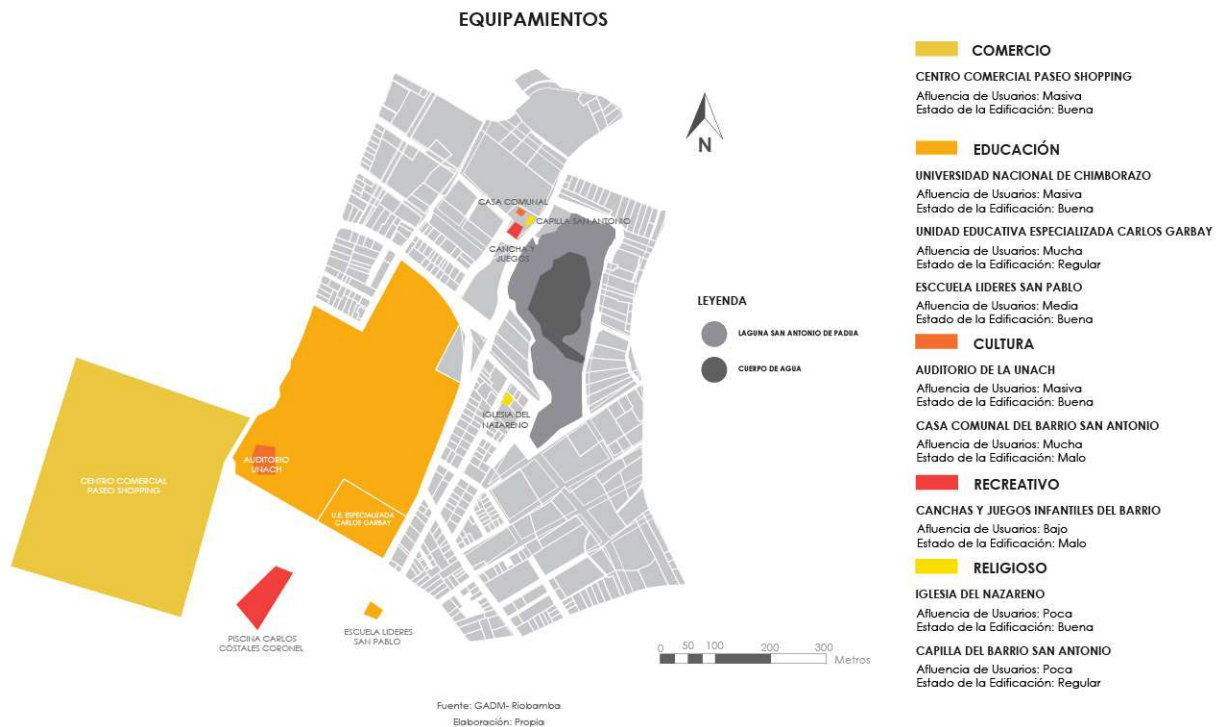 EQUIPAMIENTOS
CASA COMUNAL
CAPILLA SAN ANTONIO
CANCHA Y
JUEGOS
IGLESIA DEL
NAZARENO
AUDITORIO
UNACH
CENTRO COMERCIAL
PASEO SHOPPING
U.E. ESPECIALIZADA
CARLOS GARBAY
PISCINA CARLOS
COSTALES CORONEL
ESCUELA LIDERES
SAN PABLO
N
LEYENDA
LAGUNA SAN ANTONIO DE PADUA
CUERPO DE AGUA
0 50 100 200 300
Metros
Fuente: GADM- Riobamba
Elaboración: Propia
COMERCIO
CENTRO COMERCIAL PASEO SHOPPING
Afluencia de Usuarios: Masiva
Estado de la Edificación: Buena
EDUCACIÓN
UNIVERSIDAD NACIONAL DE CHIMBORAZO
Afluencia de Usuarios: Masiva
Estado de la Edificación: Buena
UNIDAD EDUCATIVA ESPECIALIZADA CARLOS GARBAY
Afluencia de Usuarios: Mucha
Estado de la Edificación: Regular
ESCCUELA LIDERES SAN PABLO
Afluencia de Usuarios: Media
Estado de la Edificación: Buena
CULTURA
AUDITORIO DE LA UNACH
Afluencia de Usuarios: Masiva
Estado de la Edificación: Buena
CASA COMUNAL DEL BARRIO SAN ANTONIO
Afluencia de Usuarios: Mucha
Estado de la Edificación: Malo
RECREATIVO
CANCHAS Y JUEGOS INFANTILES DEL BARRIO
Afluencia de Usuarios: Bajo
Estado de la Edificación: Malo
RELIGIOSO
IGLESIA DEL NAZARENO
Afluencia de Usuarios: Poca
Estado de la Edificación: Buena
CAPILLA DEL BARRIO SAN ANTONIO
Afluencia de Usuarios: Poca
Estado de la Edificación: Regular